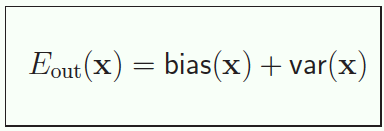 E_out(x) = bias(x) + var(x)